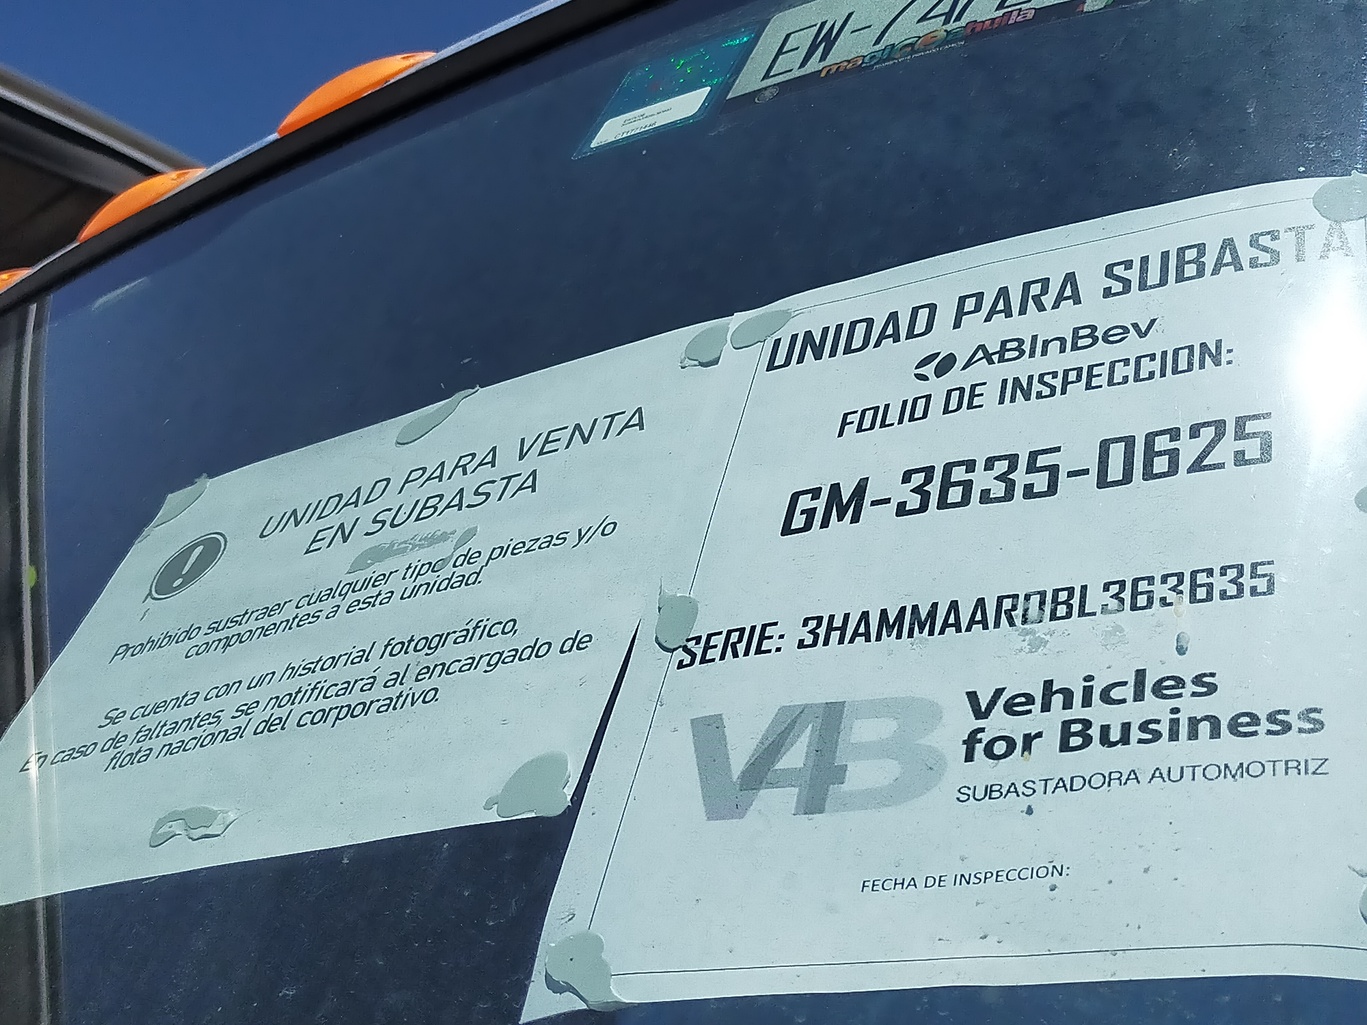 magic
UNIDAD PARA VENTA
EN SUBASTA
Prohibido sustraer cualquier tipo de piezas y/o
componentes a esta unidad.
Se cuenta con un historial fotográfico,
En caso de faltantes, se notificará al encargado de
flota nacional del corporativo.
UNIDAD PARA SUBASTA
ABInBev
FOLIO DE INSPECCION:
GM-3635-0625
SERIE: 3HAMMAAR0BL363635
V4B
Vehicles
for Business
SUBASTADORA AUTOMOTRIZ
FECHA DE INSPECCION: